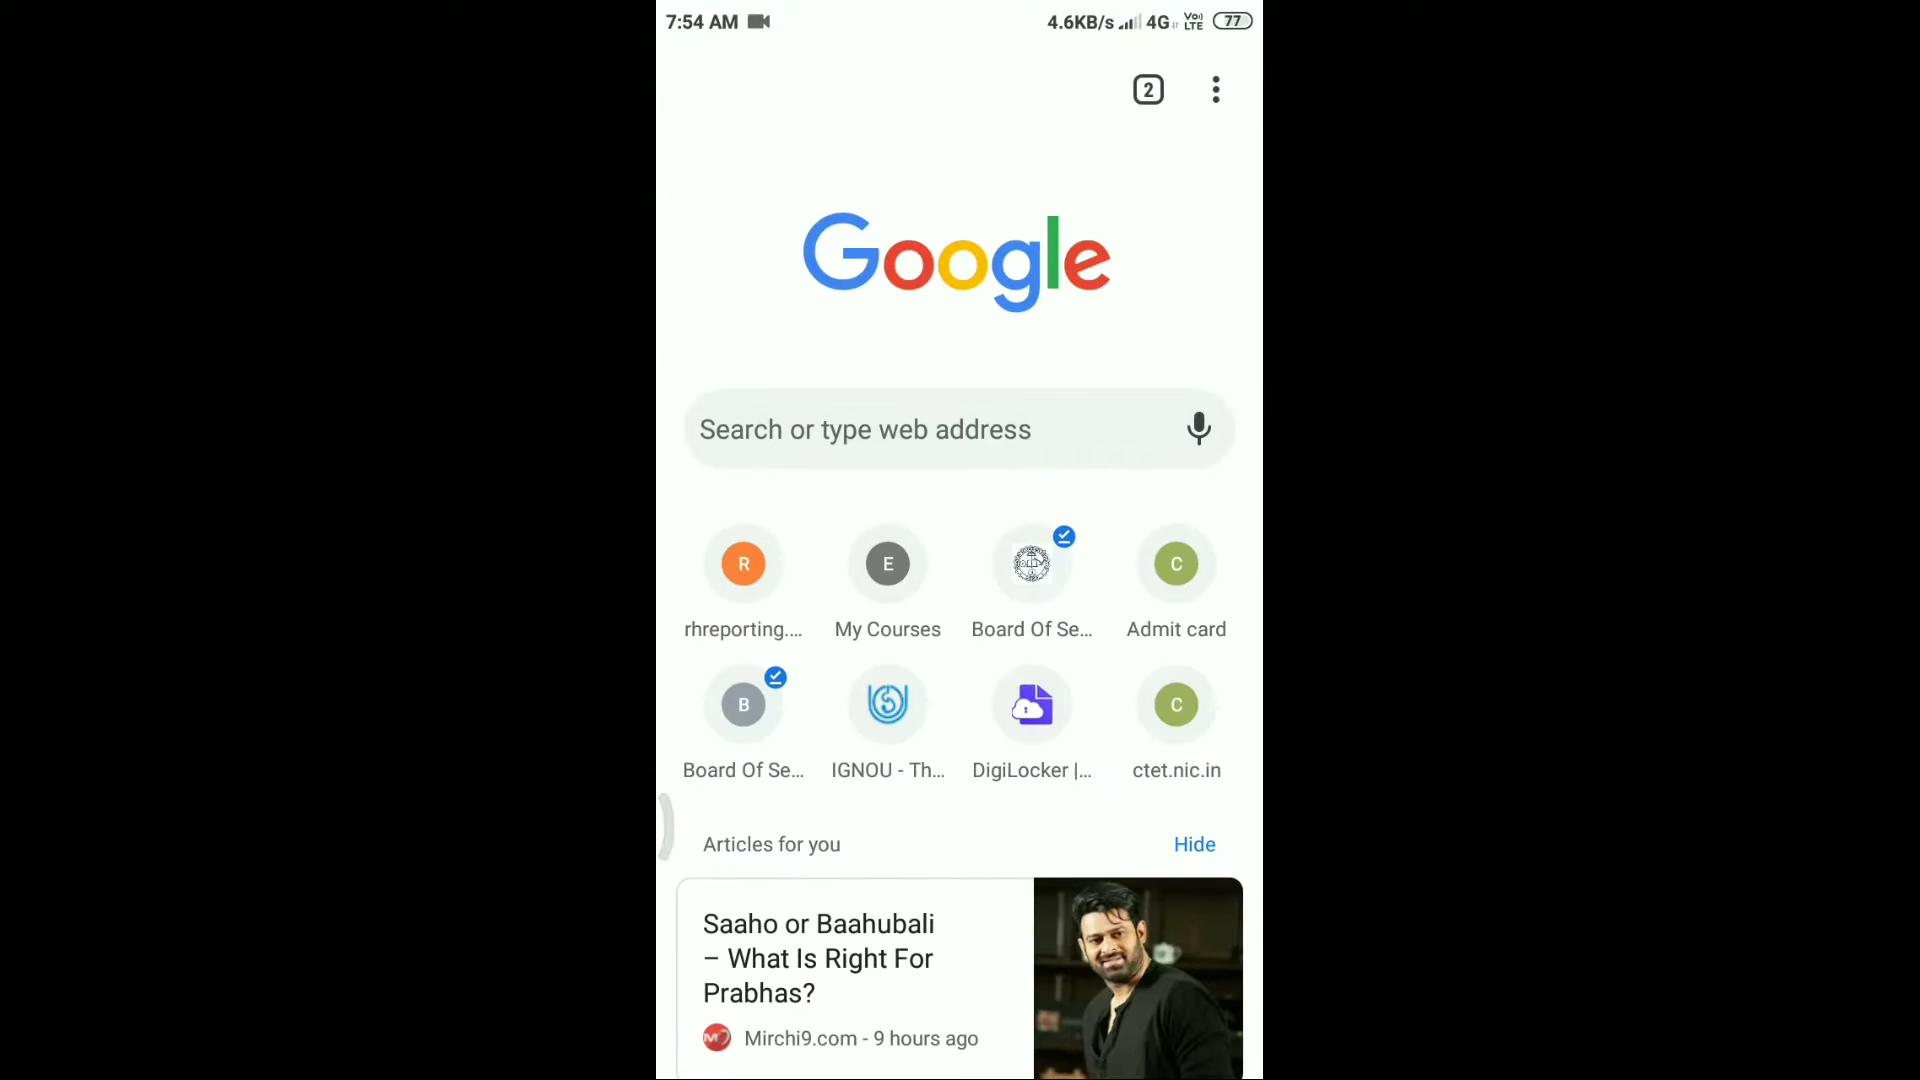 7:54 AM 4.6KB/s 4G Vo) LTE 77
2
Google
Search or type web address
R E C
rhreporting.... My Courses Board Of Se... Admit card
B C
Board Of Se... IGNOU - Th... DigiLocker |... ctet.nic.in
Articles for you Hide
Saaho or Baahubali
– What Is Right For
Prabhas?
Mirchi9.com - 9 hours ago